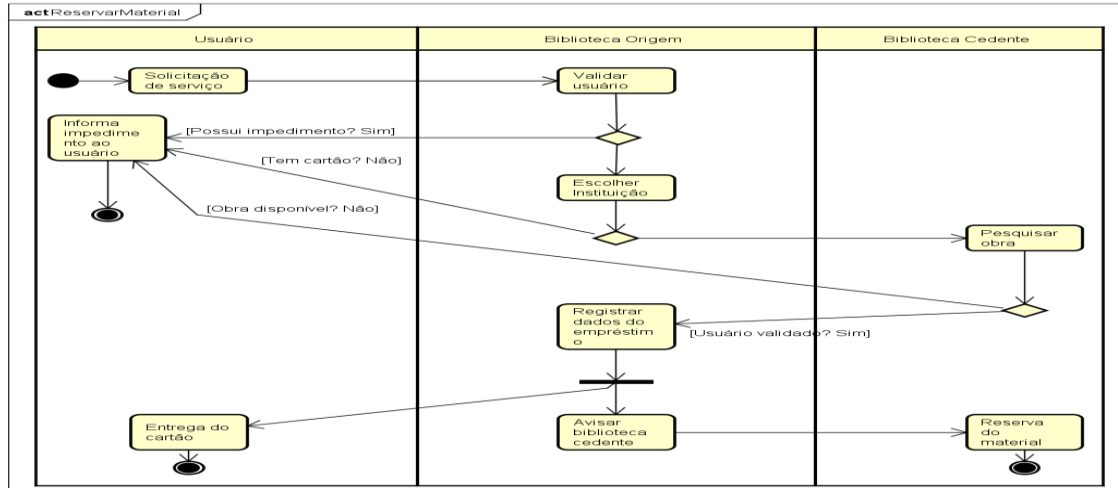 act ReservarMaterial
Usuário
Biblioteca Origem
Biblioteca Cedente
Solicitação
de serviço
Validar
usuário
Informa
impedime
nto ao
usuário
[Possui impedimento? Sim]
[Tem cartão? Não]
Escolher
Instituição
[Obra disponível? Não]
Pesquisar
obra
Registrar
dados do
empréstim
o
[Usuário validado? Sim]
Entrega do
cartão
Avisar
biblioteca
cedente
Reserva
do
material